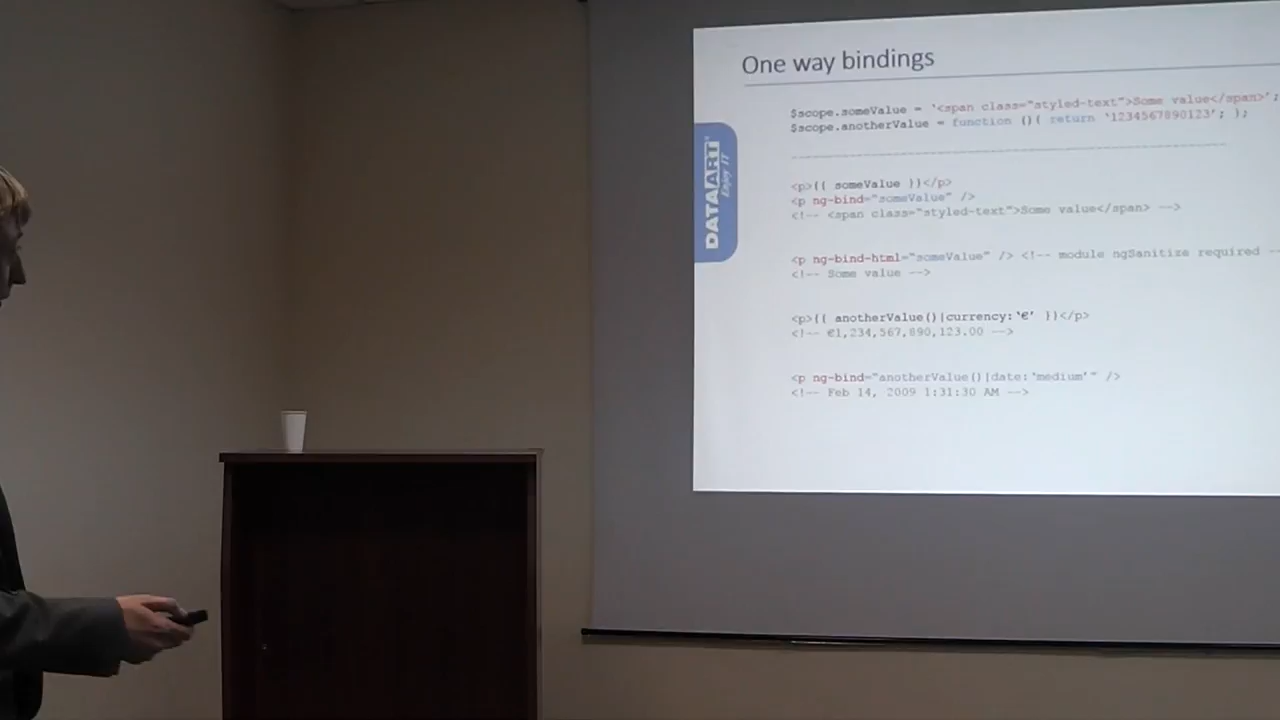 One way bindings
$scope.someValue = '<span class="styled-text">Some value</span>';
$scope.anotherValue = function (){ return '1234567890123'; };
DATAART
Enjoy IT
<p>{{ someValue }}</p>
<p ng-bind="someValue" />
<!-- <span class="styled-text">Some value</span> -->
<p ng-bind-html="someValue" /> <!-- module ngSanitize required --
<!-- Some value -->
<p>{{ anotherValue()|currency:'€' }}</p>
<!-- €1,234,567,890,123.00 -->
<p ng-bind="anotherValue()|date:'medium'" />
<!-- Feb 14, 2009 1:31:30 AM -->